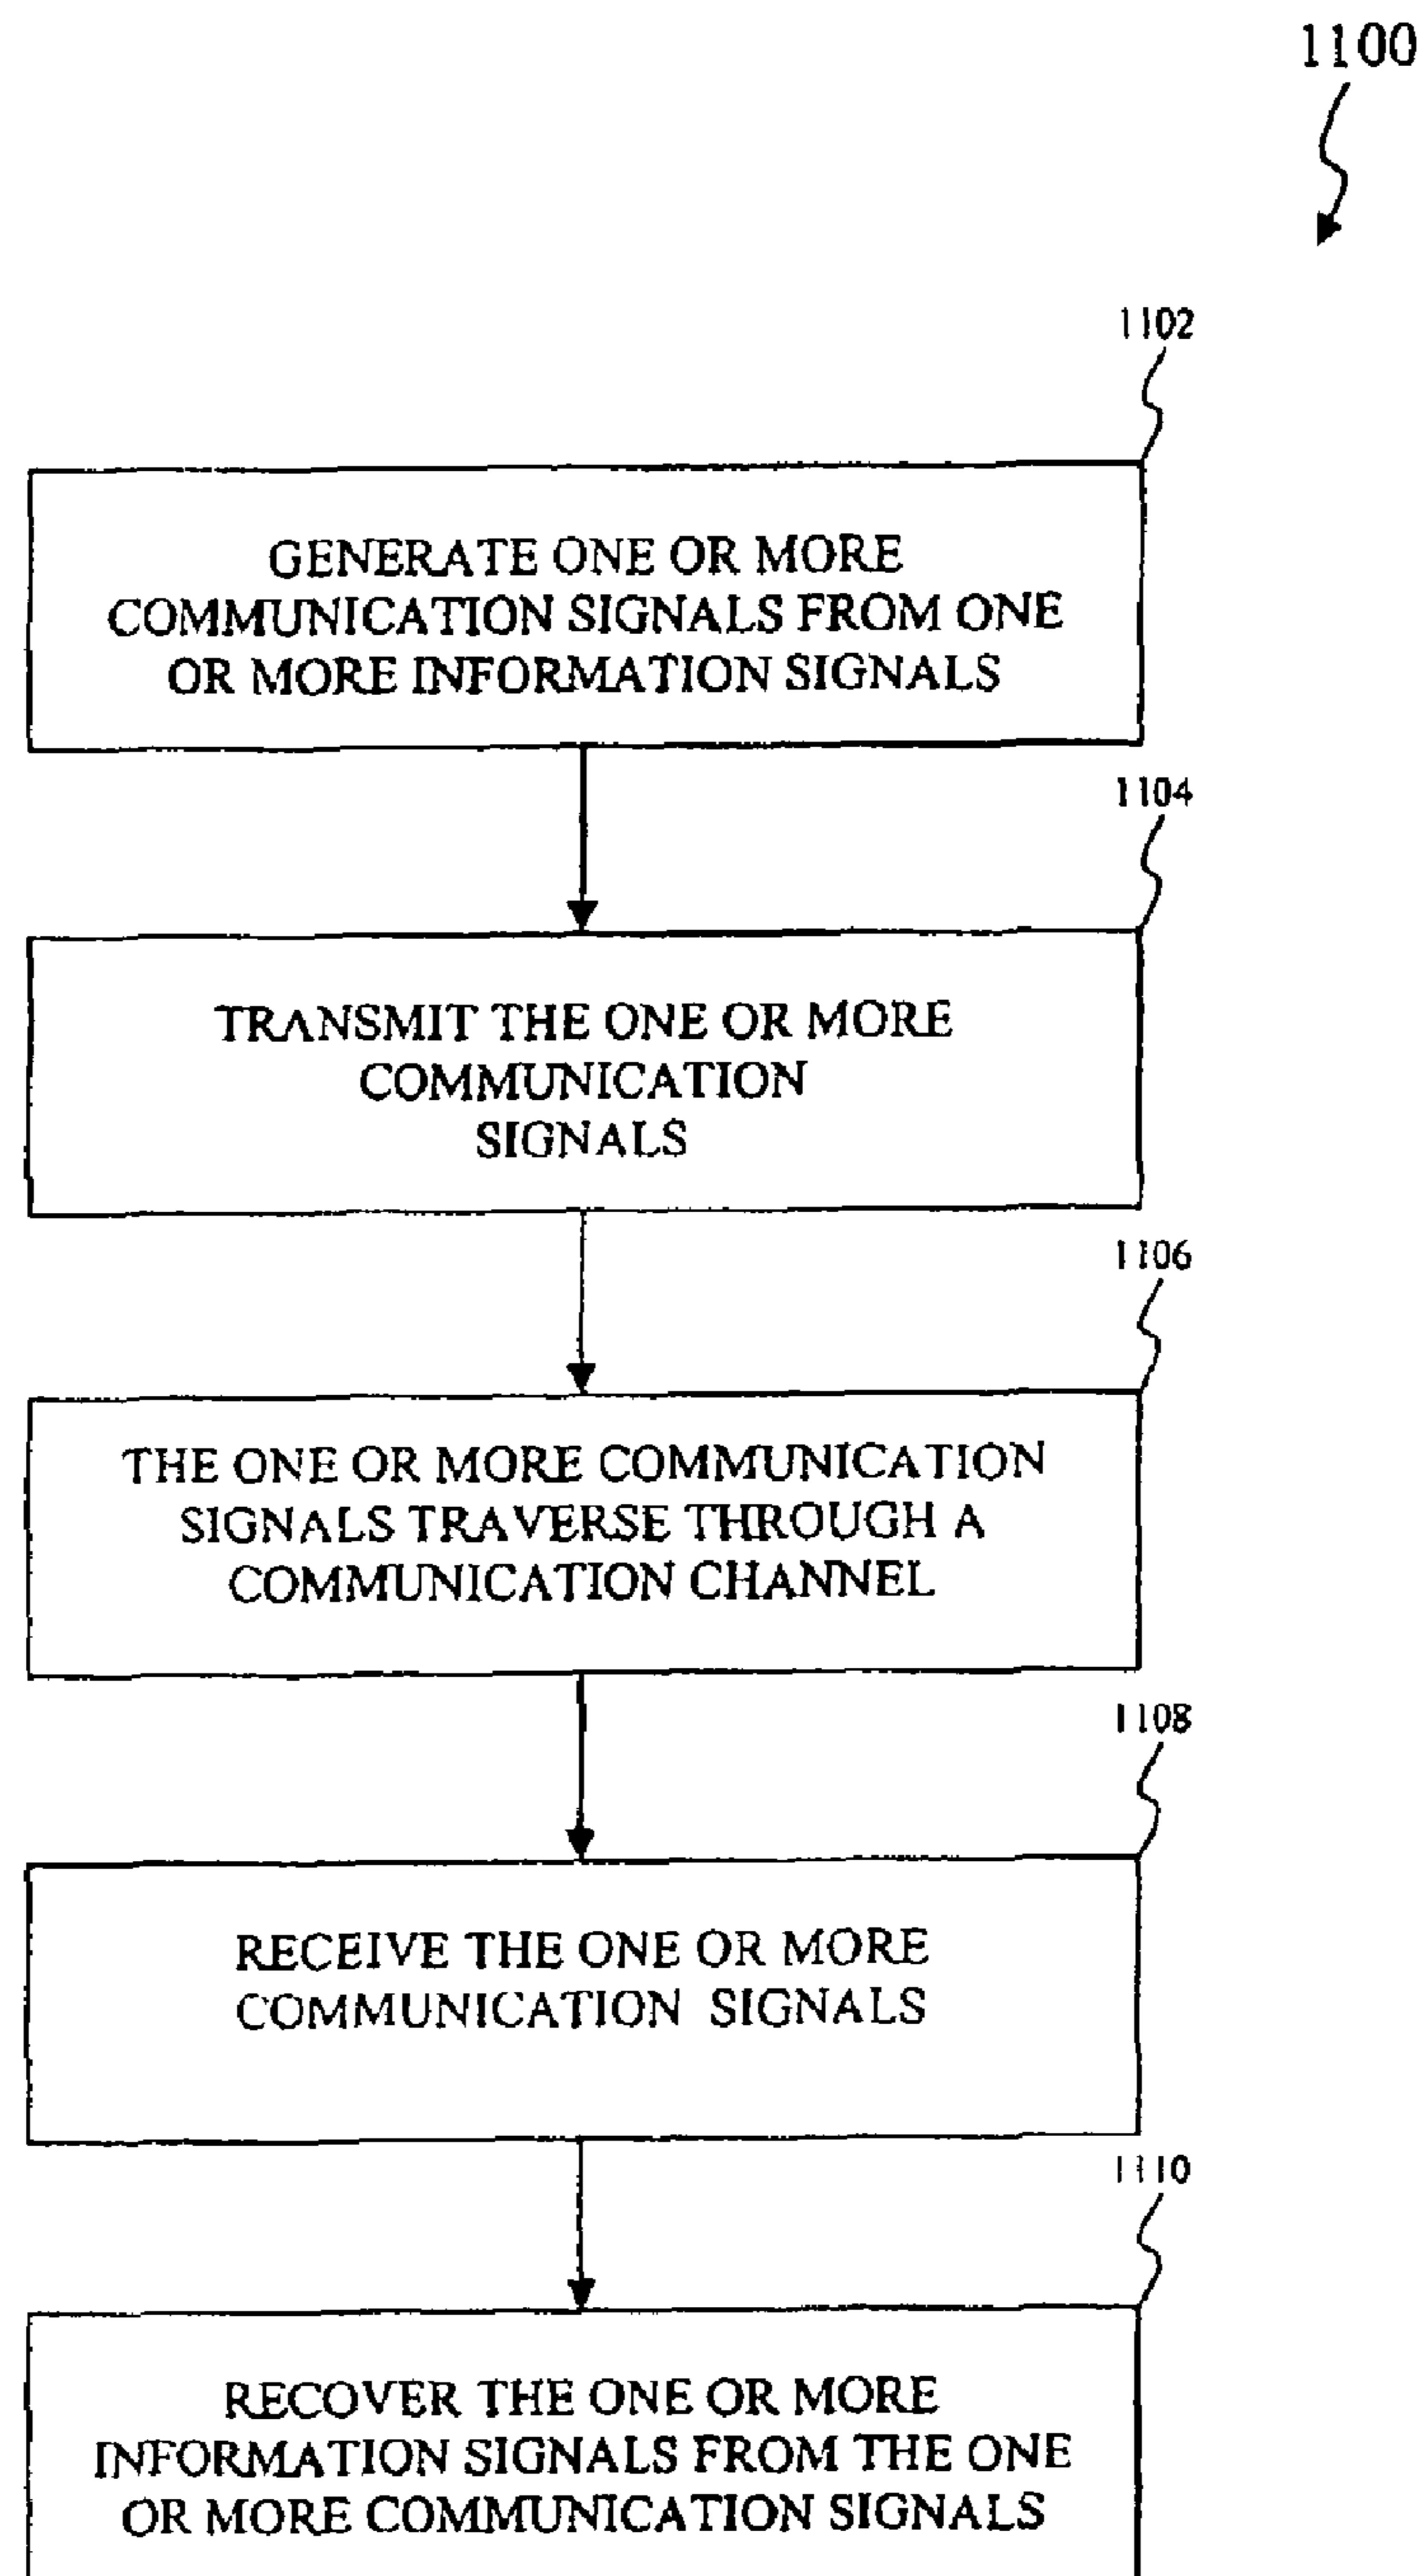 1100
1102
GENERATE ONE OR MORE
COMMUNICATION SIGNALS FROM ONE
OR MORE INFORMATION SIGNALS
1104
TRANSMIT THE ONE OR MORE
COMMUNICATION
SIGNALS
1106
THE ONE OR MORE COMMUNICATION
SIGNALS TRAVERSE THROUGH A
COMMUNICATION CHANNEL
1108
RECEIVE THE ONE OR MORE
COMMUNICATION SIGNALS
1110
RECOVER THE ONE OR MORE
INFORMATION SIGNALS FROM THE ONE
OR MORE COMMUNICATION SIGNALS